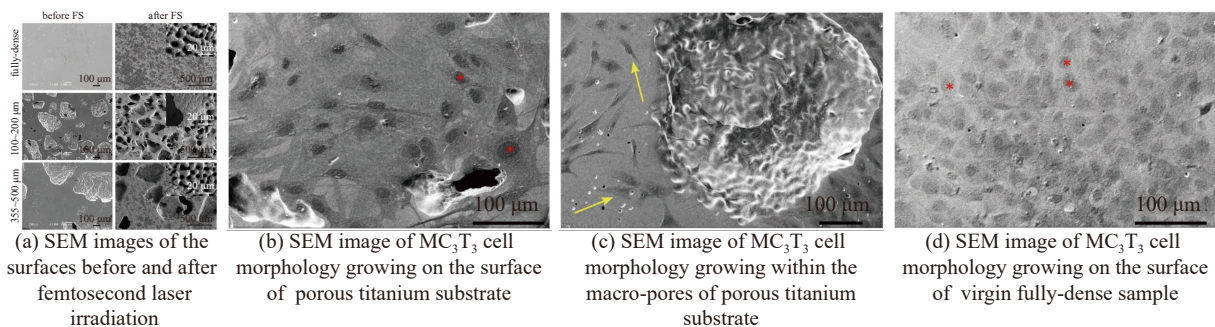 before FS
after FS
fully-dense
20 μm
100 μm
500 μm
100~200 μm
20 μm
100 μm
500 μm
355~500 μm
20 μm
100 μm
500 μm
100 μm
100 μm
100 μm
(a) SEM images of the
surfaces before and after
femtosecond laser
irradiation
(b) SEM image of MC₃T₃ cell
morphology growing on the surface
of porous titanium substrate
(c) SEM image of MC₃T₃ cell
morphology growing within the
macro-pores of porous titanium
substrate
(d) SEM image of MC₃T₃ cell
morphology growing on the surface
of virgin fully-dense sample